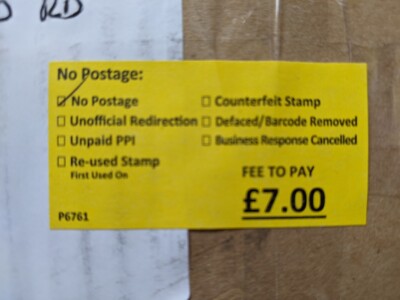 RD
No Postage:
☑ No Postage
☐ Counterfeit Stamp
☐ Unofficial Redirection
☐ Defaced/Barcode Removed
☐ Unpaid PPI
☐ Business Response Cancelled
☐ Re-used Stamp
First Used On
FEE TO PAY
£7.00
P6761